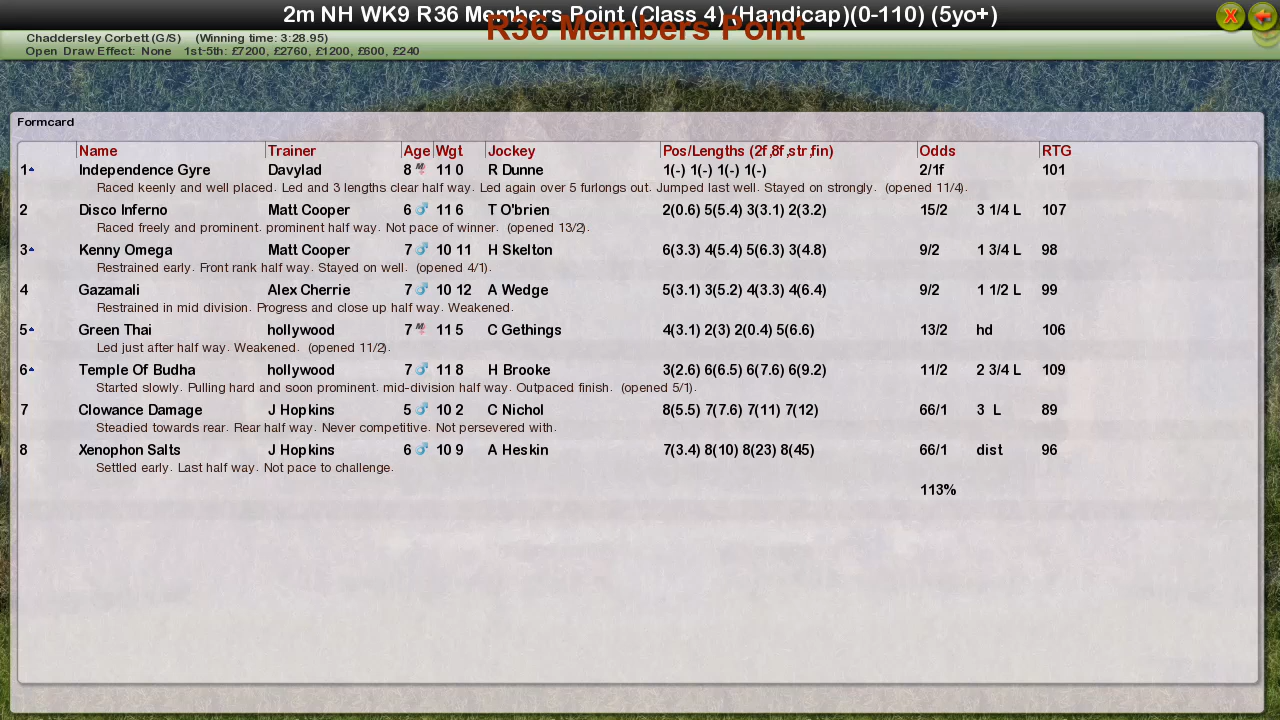 2m NH WK9 R36 Members Point (Class 4) (Handicap)(0-110) (5yo+)
R36 Members Point
Chaddersley Corbett (G/S) (Winning time: 3:28.95)
Open Draw Effect: None 1st-5th: £7200, £2760, £1200, £600, £240
Formcard
Name Trainer Age Wgt Jockey Pos/Lengths (2f,8f,str,fin) Odds RTG
1 Independence Gyre Davylad 8 11 0 R Dunne 1(-) 1(-) 1(-) 1(-) 2/1f 101
Raced keenly and well placed. Led and 3 lengths clear half way. Led again over 5 furlongs out. Jumped last well. Stayed on strongly. (opened 11/4).
2 Disco Inferno Matt Cooper 6 11 6 T O'brien 2(0.6) 5(5.4) 3(3.1) 2(3.2) 15/2 3 1/4 L 107
Raced freely and prominent. prominent half way. Not pace of winner. (opened 13/2).
3 Kenny Omega Matt Cooper 7 10 11 H Skelton 6(3.3) 4(5.4) 5(6.3) 3(4.8) 9/2 1 3/4 L 98
Restrained early. Front rank half way. Stayed on well. (opened 4/1).
4 Gazamali Alex Cherrie 7 10 12 A Wedge 5(3.1) 3(5.2) 4(3.3) 4(6.4) 9/2 1 1/2 L 99
Restrained in mid division. Progress and close up half way. Weakened.
5 Green Thai hollywood 7 11 5 C Gethings 4(3.1) 2(3) 2(0.4) 5(6.6) 13/2 hd 106
Led just after half way. Weakened. (opened 11/2).
6 Temple Of Budha hollywood 7 11 8 H Brooke 3(2.6) 6(6.5) 6(7.6) 6(9.2) 11/2 2 3/4 L 109
Started slowly. Pulling hard and soon prominent. mid-division half way. Outpaced finish. (opened 5/1).
7 Clowance Damage J Hopkins 5 10 2 C Nichol 8(5.5) 7(7.6) 7(11) 7(12) 66/1 3 L 89
Steadied towards rear. Rear half way. Never competitive. Not persevered with.
8 Xenophon Salts J Hopkins 6 10 9 A Heskin 7(3.4) 8(10) 8(23) 8(45) 66/1 dist 96
Settled early. Last half way. Not pace to challenge.
113%